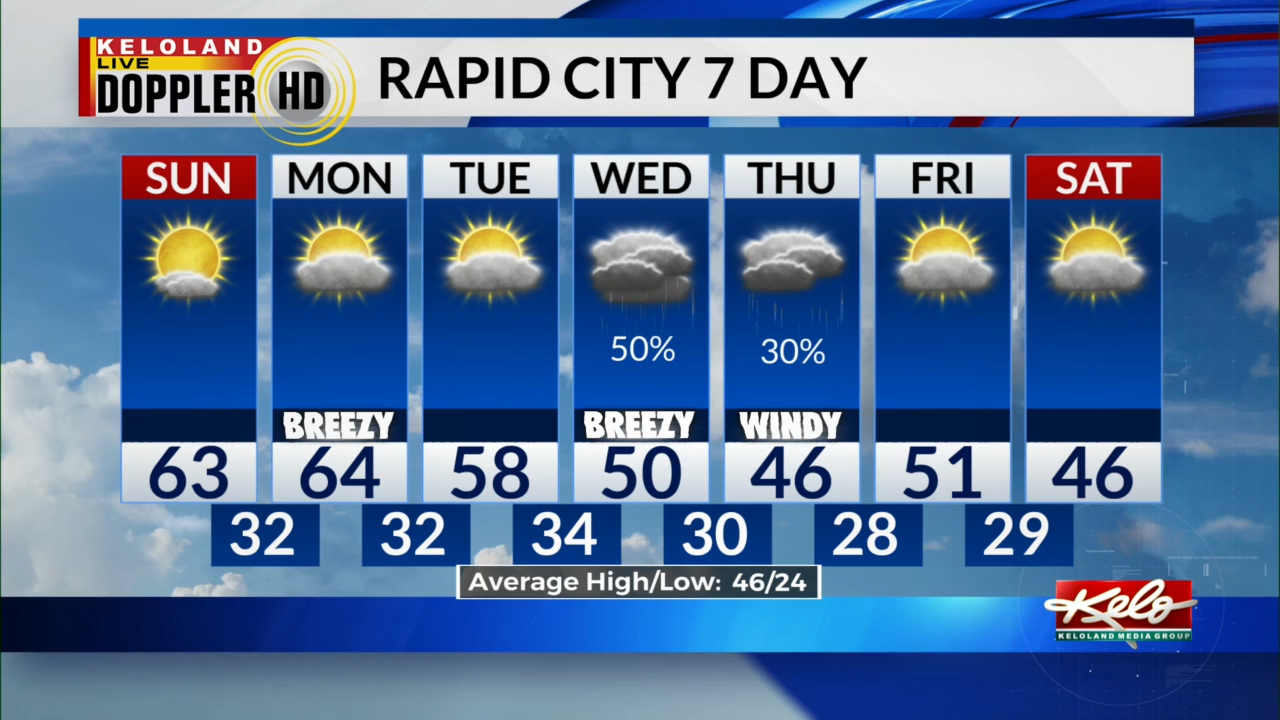 KELOLAND
LIVE
DOPPLER HD
RAPID CITY 7 DAY
SUN MON TUE WED THU FRI SAT
50% 30%
BREEZY BREEZY WINDY
63 64 58 50 46 51 46
32 32 34 30 28 29
Average High/Low: 46/24
Kelo
KELOLAND MEDIA GROUP